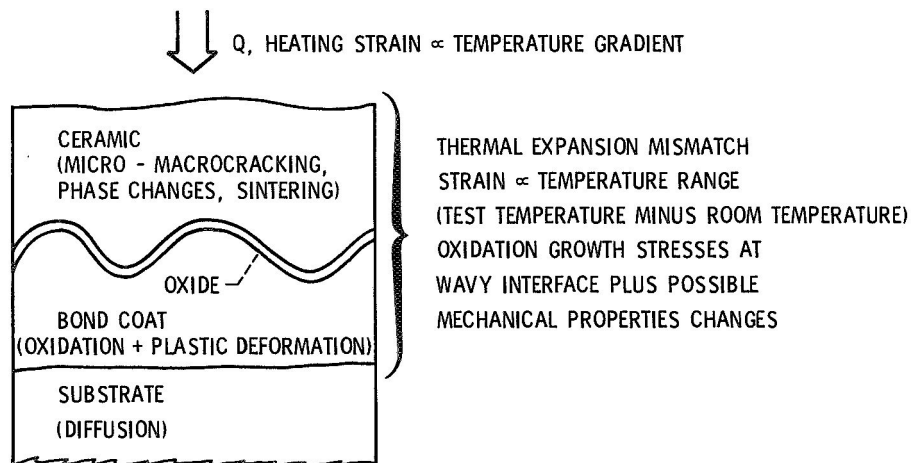 Q, HEATING STRAIN ∝ TEMPERATURE GRADIENT
CERAMIC
(MICRO - MACROCRACKING,
PHASE CHANGES, SINTERING)
OXIDE
BOND COAT
(OXIDATION + PLASTIC DEFORMATION)
SUBSTRATE
(DIFFUSION)
THERMAL EXPANSION MISMATCH
STRAIN ∝ TEMPERATURE RANGE
(TEST TEMPERATURE MINUS ROOM TEMPERATURE)
OXIDATION GROWTH STRESSES AT
WAVY INTERFACE PLUS POSSIBLE
MECHANICAL PROPERTIES CHANGES